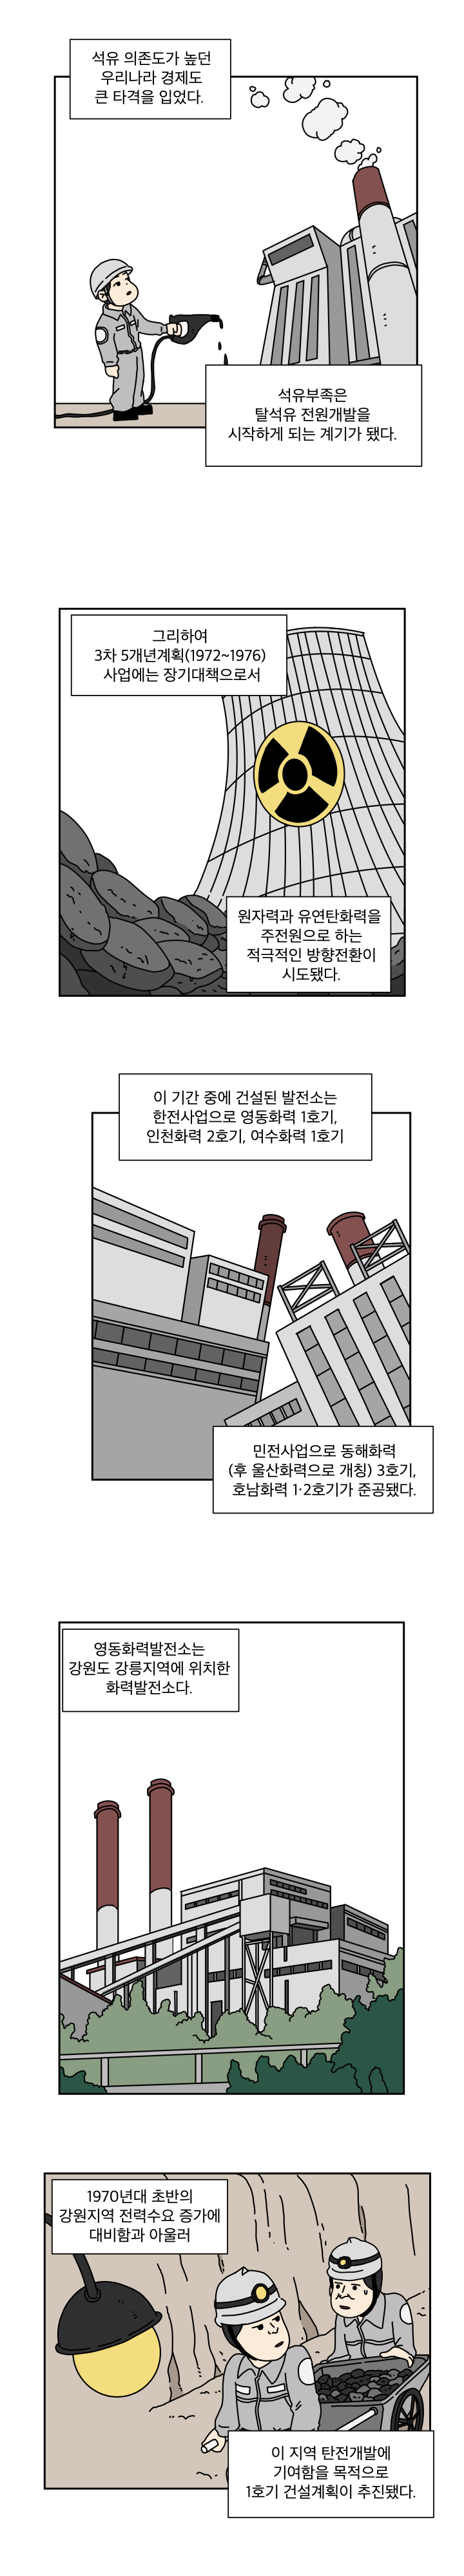 석유 의존도가 높던
우리나라 경제도
큰 타격을 입었다.
석유부족은
탈석유 전원개발을
시작하게 되는 계기가 됐다.
그리하여
3차 5개년계획(1972~1976)
사업에는 장기대책으로서
원자력과 유연탄화력을
주전원으로 하는
적극적인 방향전환이
시도됐다.
이 기간 중에 건설된 발전소는
한전사업으로 영동화력 1호기,
인천화력 2호기, 여수화력 1호기
민전사업으로 동해화력
(후 울산화력으로 개칭) 3호기,
호남화력 1·2호기가 준공됐다.
영동화력발전소는
강원도 강릉지역에 위치한
화력발전소다.
1970년대 초반의
강원지역 전력수요 증가에
대비함과 아울러
이 지역 탄전개발에
기여함을 목적으로
1호기 건설계획이 추진됐다.